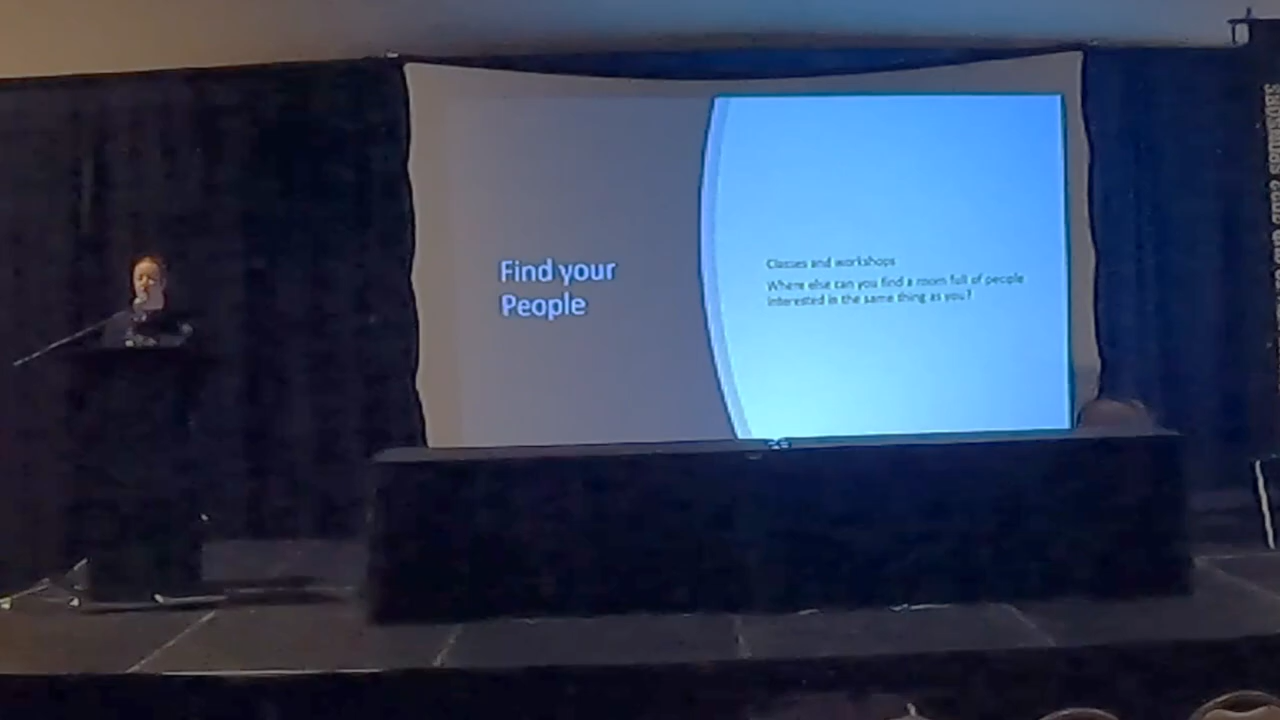 Find your
People
Classes and workshops
Where else can you find a room full of people
interested in the same thing as you?